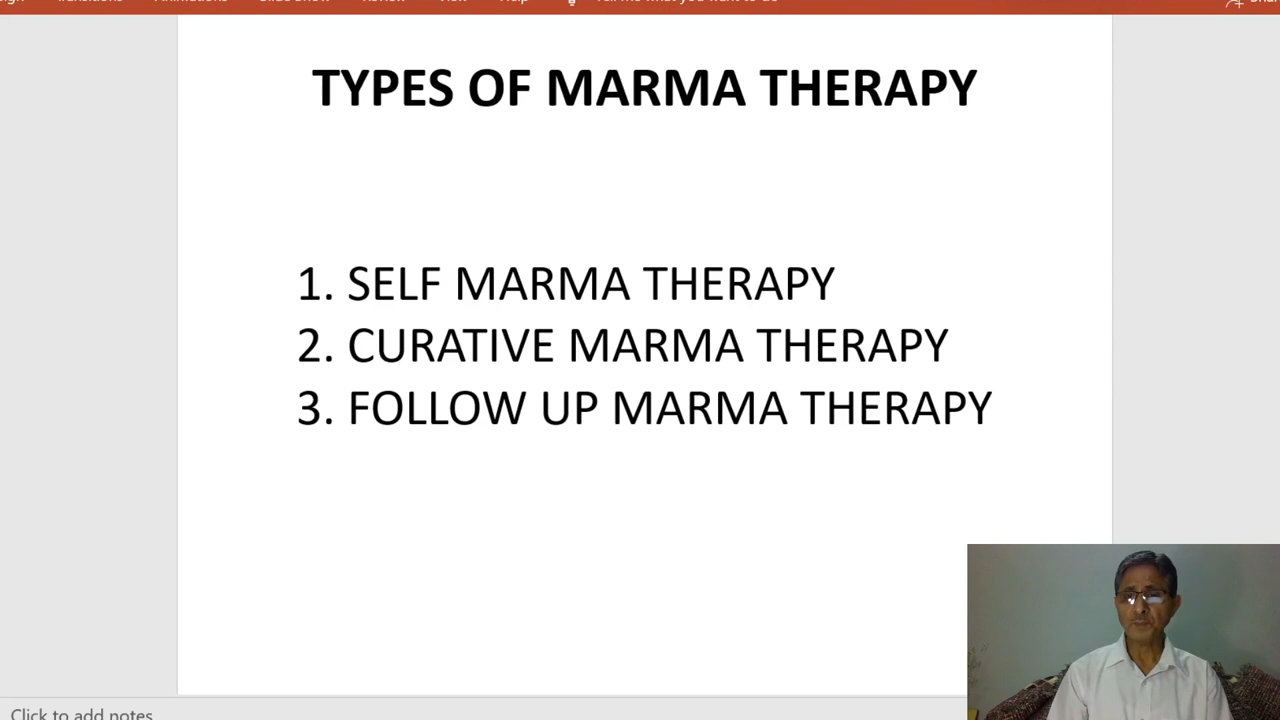 Help
TYPES OF MARMA THERAPY
1. SELF MARMA THERAPY
2. CURATIVE MARMA THERAPY
3. FOLLOW UP MARMA THERAPY
Click to add notes